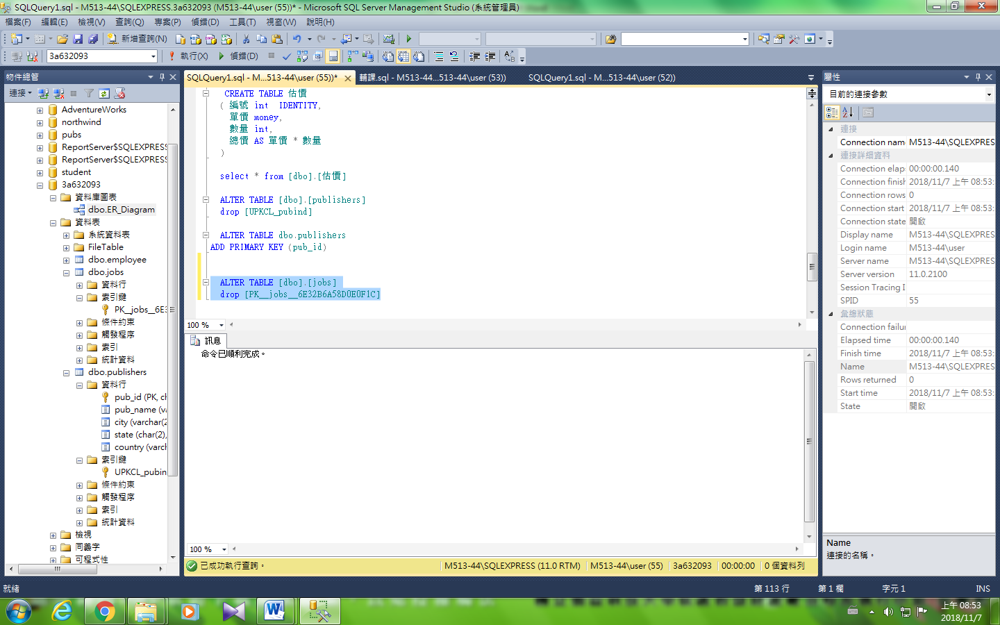 SQLQuery1.sql - M513-44\SQLEXPRESS.3a632093 (M513-44\user (55))* - Microsoft SQL Server Management Studio (系統管理員)
檔案(F) 編輯(E) 檢視(V) 查詢(Q) 專案(P) 偵錯(D) 工具(T) 視窗(W) 說明(H)
新增查詢(N)
3a632093 執行(X) 偵錯(D)
物件總管
連接
AdventureWorks
northwind
pubs
ReportServer$SQLEXPRESS
ReportServer$SQLEXPRESS
student
3a632093
資料庫圖表
dbo.ER_Diagram
資料表
系統資料表
FileTable
dbo.employee
dbo.jobs
資料行
索引鍵
PK__jobs__6E3
條件約束
觸發程序
索引
統計資料
dbo.publishers
資料行
pub_id (PK, ch
pub_name (va
city (varchar(2
state (char(2),
country (varch
索引鍵
UPKCL_pubin
條件約束
觸發程序
索引
統計資料
檢視
同義字
可程式性
SQLQuery1.sql - M...513-44\user (55))* 輔課.sql - M513-44...513-44\user (53)) SQLQuery1.sql - M...513-44\user (52))
CREATE TABLE 估價
( 編號 int IDENTITY,
單價 money,
數量 int,
總價 AS 單價 * 數量
)
select * from [dbo].[估價]
ALTER TABLE [dbo].[publishers]
drop [UPKCL_pubind]
ALTER TABLE dbo.publishers
ADD PRIMARY KEY (pub_id)
ALTER TABLE [dbo].[jobs]
drop [PK__jobs__6E32B6A58D0E0F1C]
100 %
訊息
命令已順利完成。
100 %
已成功執行查詢。 M513-44\SQLEXPRESS (11.0 RTM) M513-44\user (55) 3a632093 00:00:00 0 個資料列
屬性
目前的連接參數
連接
Connection name M513-44\SQLEXPRES
連接詳細資料
Connection elap 00:00:00.140
Connection finish 2018/11/7 上午 08:53:
Connection rows 0
Connection start 2018/11/7 上午 08:53:
Connection state 開啟
Display name M513-44\SQLEXPRES
Login name M513-44\user
Server name M513-44\SQLEXPRES
Server version 11.0.2100
Session Tracing I
SPID 55
彙總狀態
Connection failur
Elapsed time 00:00:00.140
Finish time 2018/11/7 上午 08:53:
Name M513-44\SQLEXPRES
Rows returned 0
Start time 2018/11/7 上午 08:53:
State 開啟
Name
連接的名稱。
就緒 第 113 行 第 1 欄 字元 1 INS
上午 08:53
2018/11/7